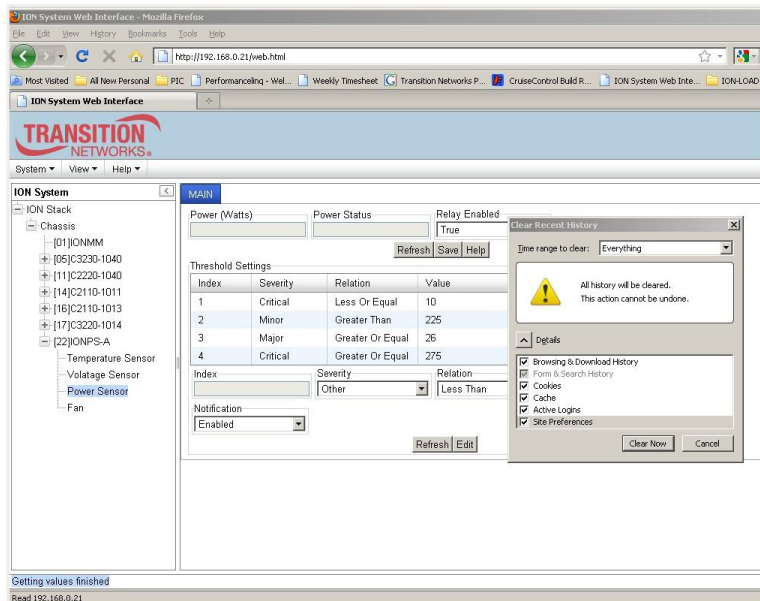 ION System Web Interface - Mozilla Firefox
File Edit View History Bookmarks Tools Help
http://192.168.0.21/web.html
Most Visited All New Personal PIC Performancelinq - Wel... Weekly Timesheet Transition Networks P... CruiseControl Build R... ION System Web Inte... ION-LOAD
ION System Web Interface
TRANSITION
NETWORKS®
System View Help
ION System
ION Stack
Chassis
[01]IONMM
[05]C3230-1040
[11]C2220-1040
[14]C2110-1011
[16]C2110-1013
[17]C3220-1014
[22]IONPS-A
Temperature Sensor
Volatage Sensor
Power Sensor
Fan
MAIN
Power (Watts) Power Status Relay Enabled
True
Refresh Save Help
Threshold Settings
Index Severity Relation Value
1 Critical Less Or Equal 10
2 Minor Greater Than 225
3 Major Greater Or Equal 26
4 Critical Greater Or Equal 275
Index Severity Relation
Other Less Than
Notification
Enabled
Refresh Edit
Clear Recent History
Time range to clear: Everything
All history will be cleared.
This action cannot be undone.
Details
Browsing & Download History
Form & Search History
Cookies
Cache
Active Logins
Site Preferences
Clear Now Cancel
Getting values finished
Read 192.168.0.21